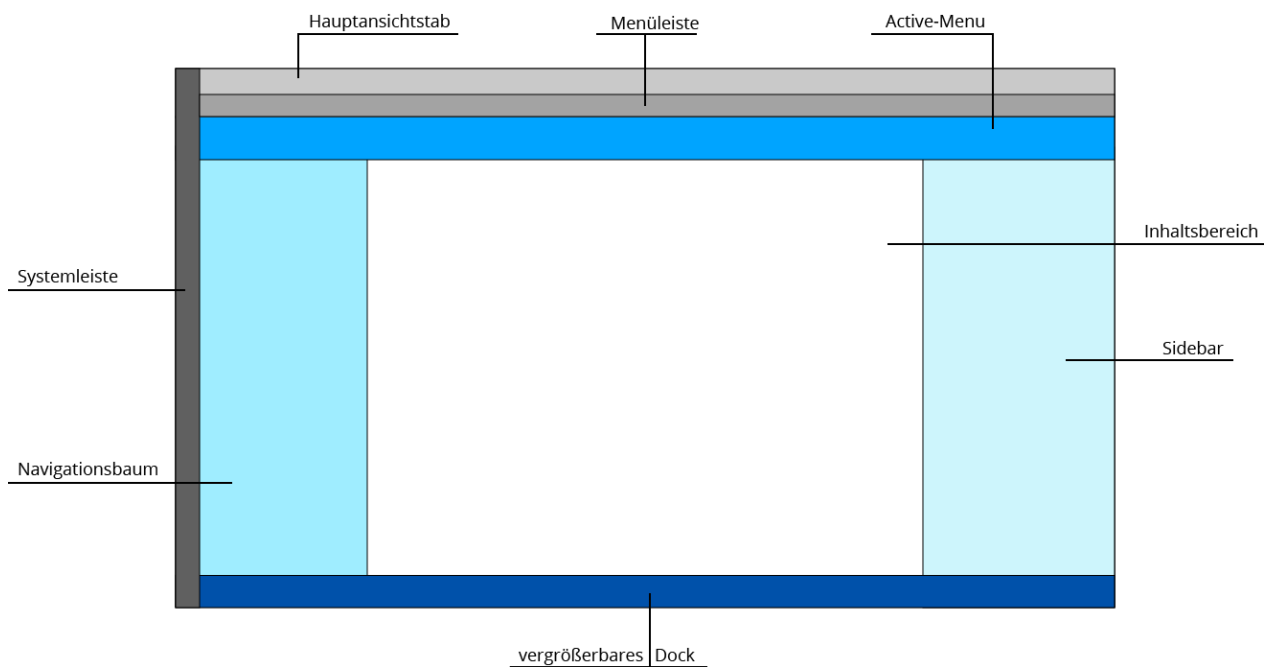 Hauptansichtstab
Menüleiste
Active-Menu
Inhaltsbereich
Systemleiste
Sidebar
Navigationsbaum
vergrößerbares Dock